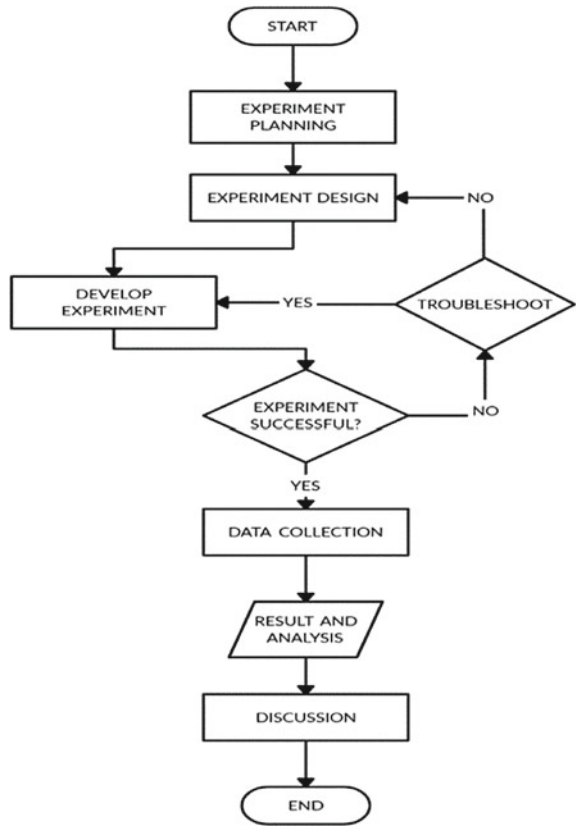 START
EXPERIMENT
PLANNING
EXPERIMENT DESIGN
NO
DEVELOP
EXPERIMENT
YES
TROUBLESHOOT
EXPERIMENT
SUCCESSFUL?
NO
YES
DATA COLLECTION
RESULT AND
ANALYSIS
DISCUSSION
END